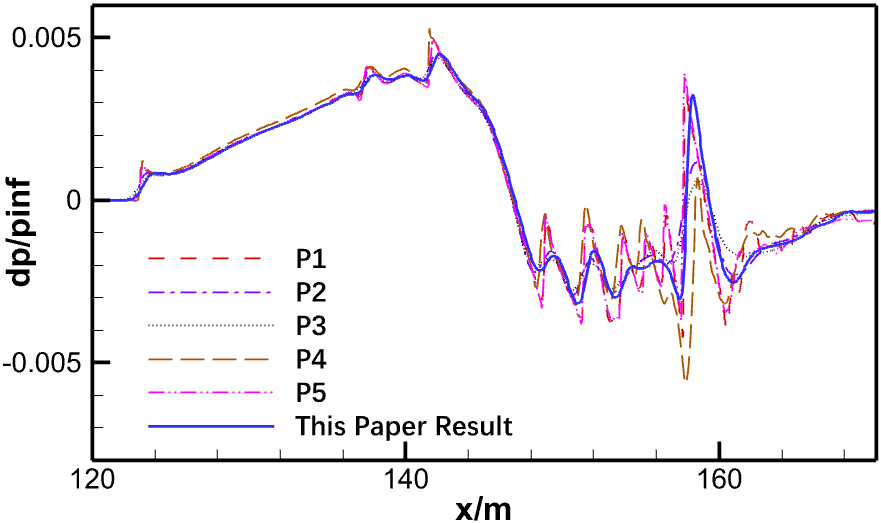 0.005
0
-0.005
dp/pinf
P1
P2
P3
P4
P5
This Paper Result
120
140
160
x/m